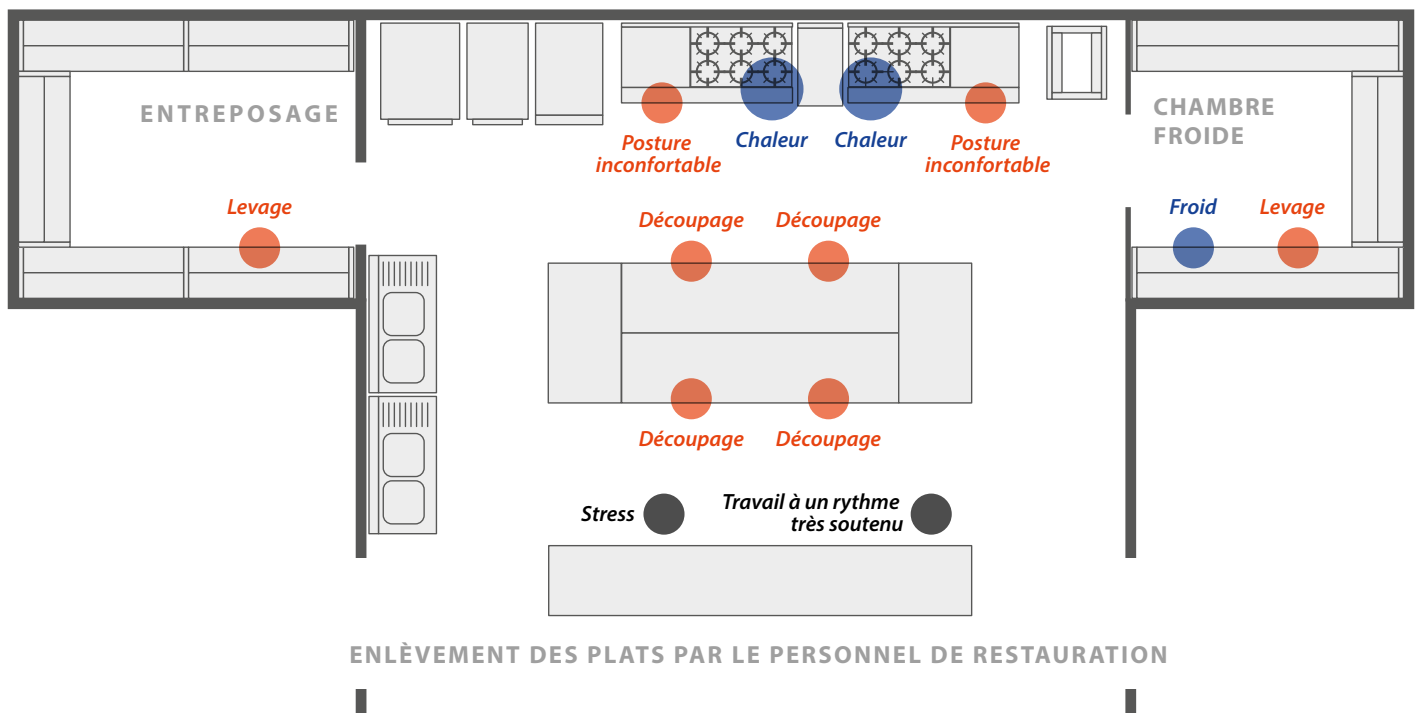 ENTREPOSAGE
CHAMBRE
FROIDE
Posture
inconfortable
Chaleur
Chaleur
Posture
inconfortable
Levage
Découpage
Découpage
Froid
Levage
Découpage
Découpage
Stress
Travail à un rythme
très soutenu
ENLÈVEMENT DES PLATS PAR LE PERSONNEL DE RESTAURATION